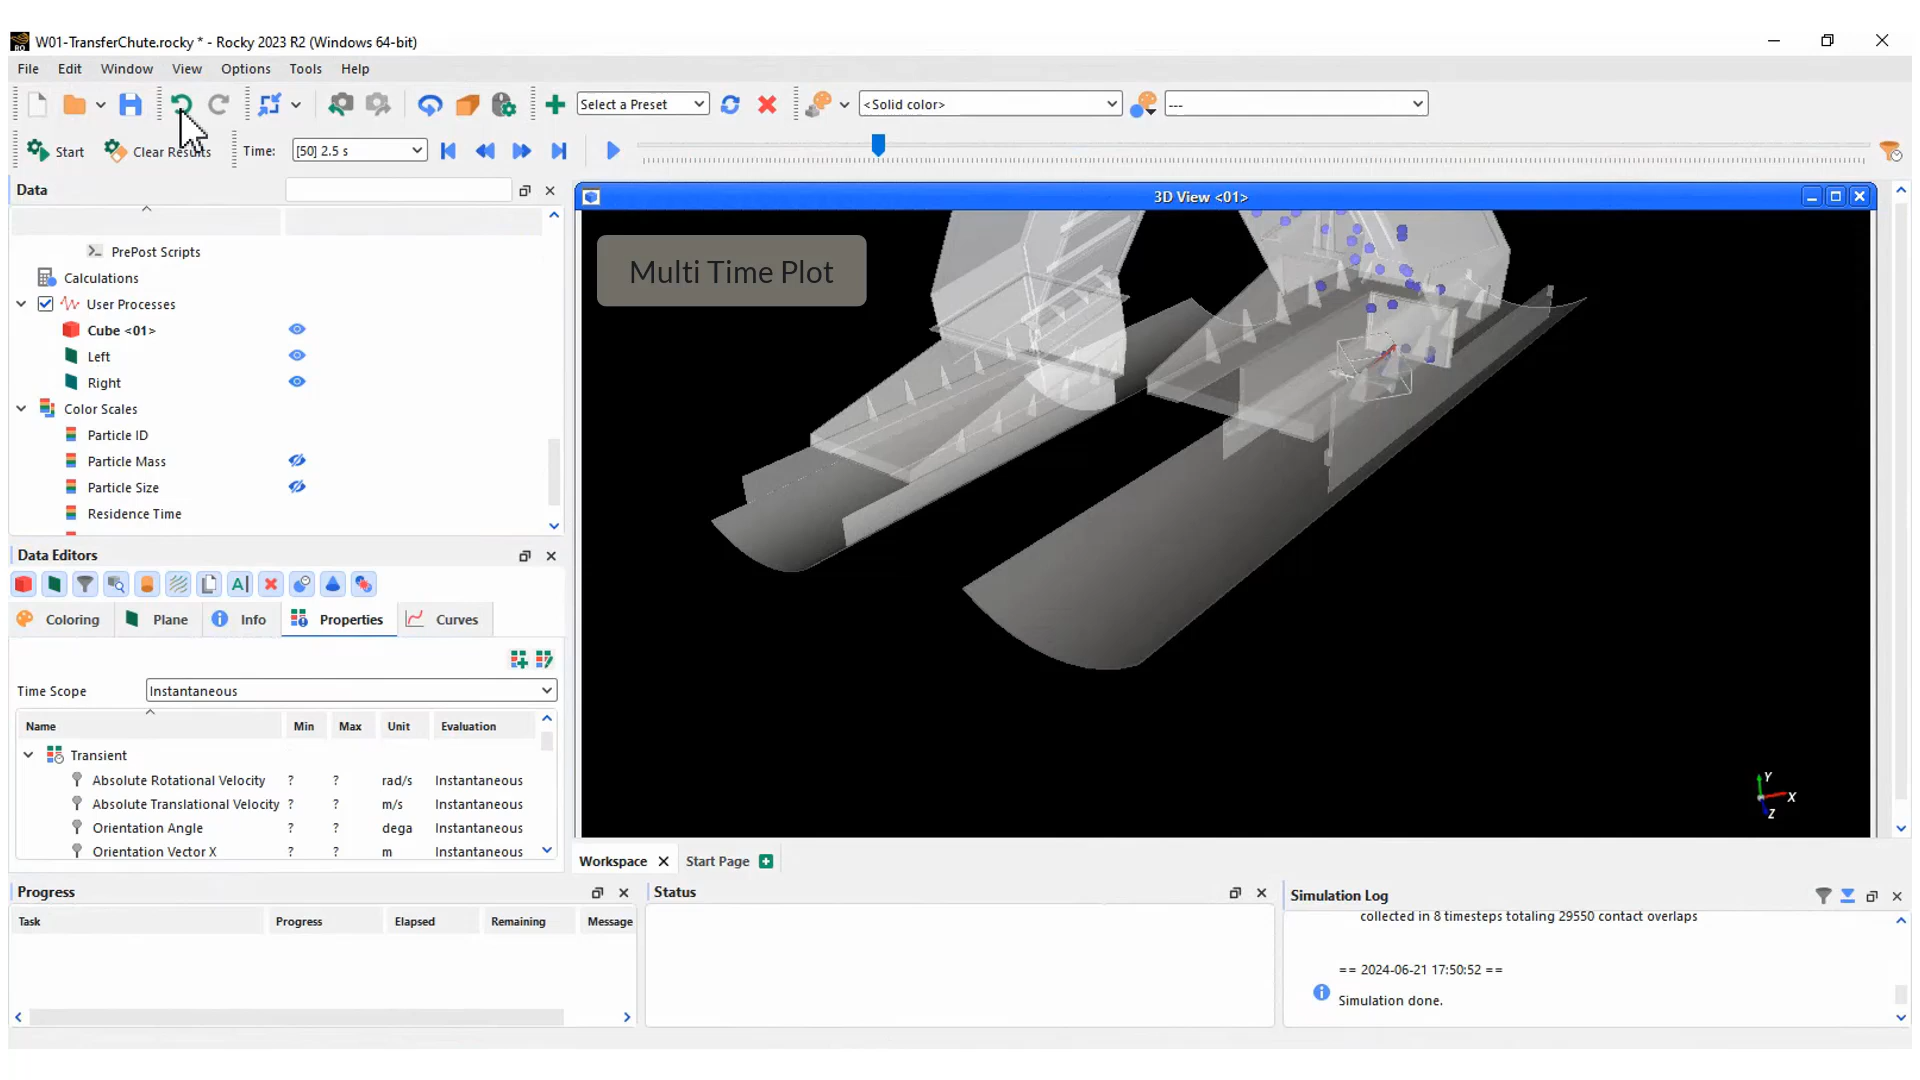 W01-TransferChute.rocky * - Rocky 2023 R2 (Windows 64-bit)
File Edit Window View Options Tools Help
Select a Preset <Solid color> ---
Start Clear Results Time: [50] 2.5 s
Data
3D View <01>
Multi Time Plot
PrePost Scripts
Calculations
User Processes
Cube <01>
Left
Right
Color Scales
Particle ID
Particle Mass
Particle Size
Residence Time
Y
X
Z
Data Editors
Coloring Plane Info Properties Curves
Time Scope Instantaneous
Name Min Max Unit Evaluation
Transient
Absolute Rotational Velocity ? ? rad/s Instantaneous
Absolute Translational Velocity ? ? m/s Instantaneous
Orientation Angle ? ? dega Instantaneous
Orientation Vector X ? ? m Instantaneous
Workspace Start Page
Progress
Task Progress Elapsed Remaining Message
Status
Simulation Log
collected in 8 timesteps totaling 29550 contact overlaps
== 2024-06-21 17:50:52 ==
Simulation done.